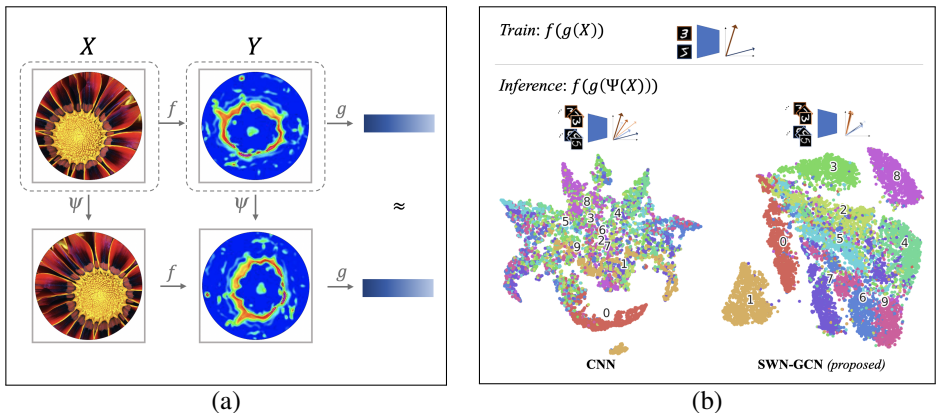 X Y
f g
ψ ψ
≈
f g
(a)
Train: f(g(X))
Inference: f(g(Ψ(X)))
8
5 3 4
6
9 2 7
1
0
CNN
3 8
2
0 5 4
7
1 6 9
SWN-GCN (proposed)
(b)